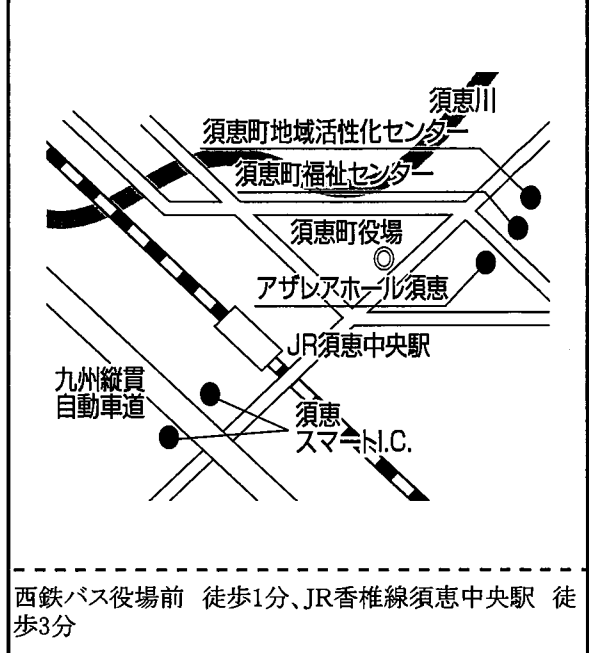 須恵川
須恵町地域活性化センター
須恵町福祉センター
須恵町役場
アザレアホール須恵
JR須恵中央駅
九州縦貫
自動車道
須恵
スマートI.C.
西鉄バス役場前 徒歩1分、JR香椎線須恵中央駅 徒
歩3分